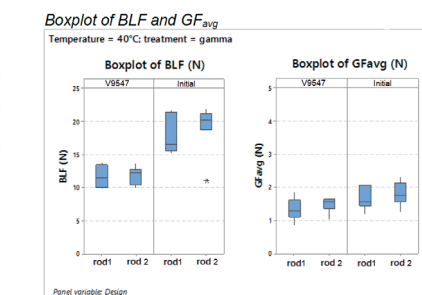 Boxplot of BLF and GFavg
Temperature = 40°C; treatment = gamma
Boxplot of BLF (N)
V9547 Initial
25
20
15
10
5
0
BLF (N)
rod1 rod 2 rod1 rod 2
Boxplot of GFavg (N)
V9547 Initial
5
4
3
2
1
0
GFavg (N)
rod1 rod 2 rod1 rod 2
Panel variable: Design